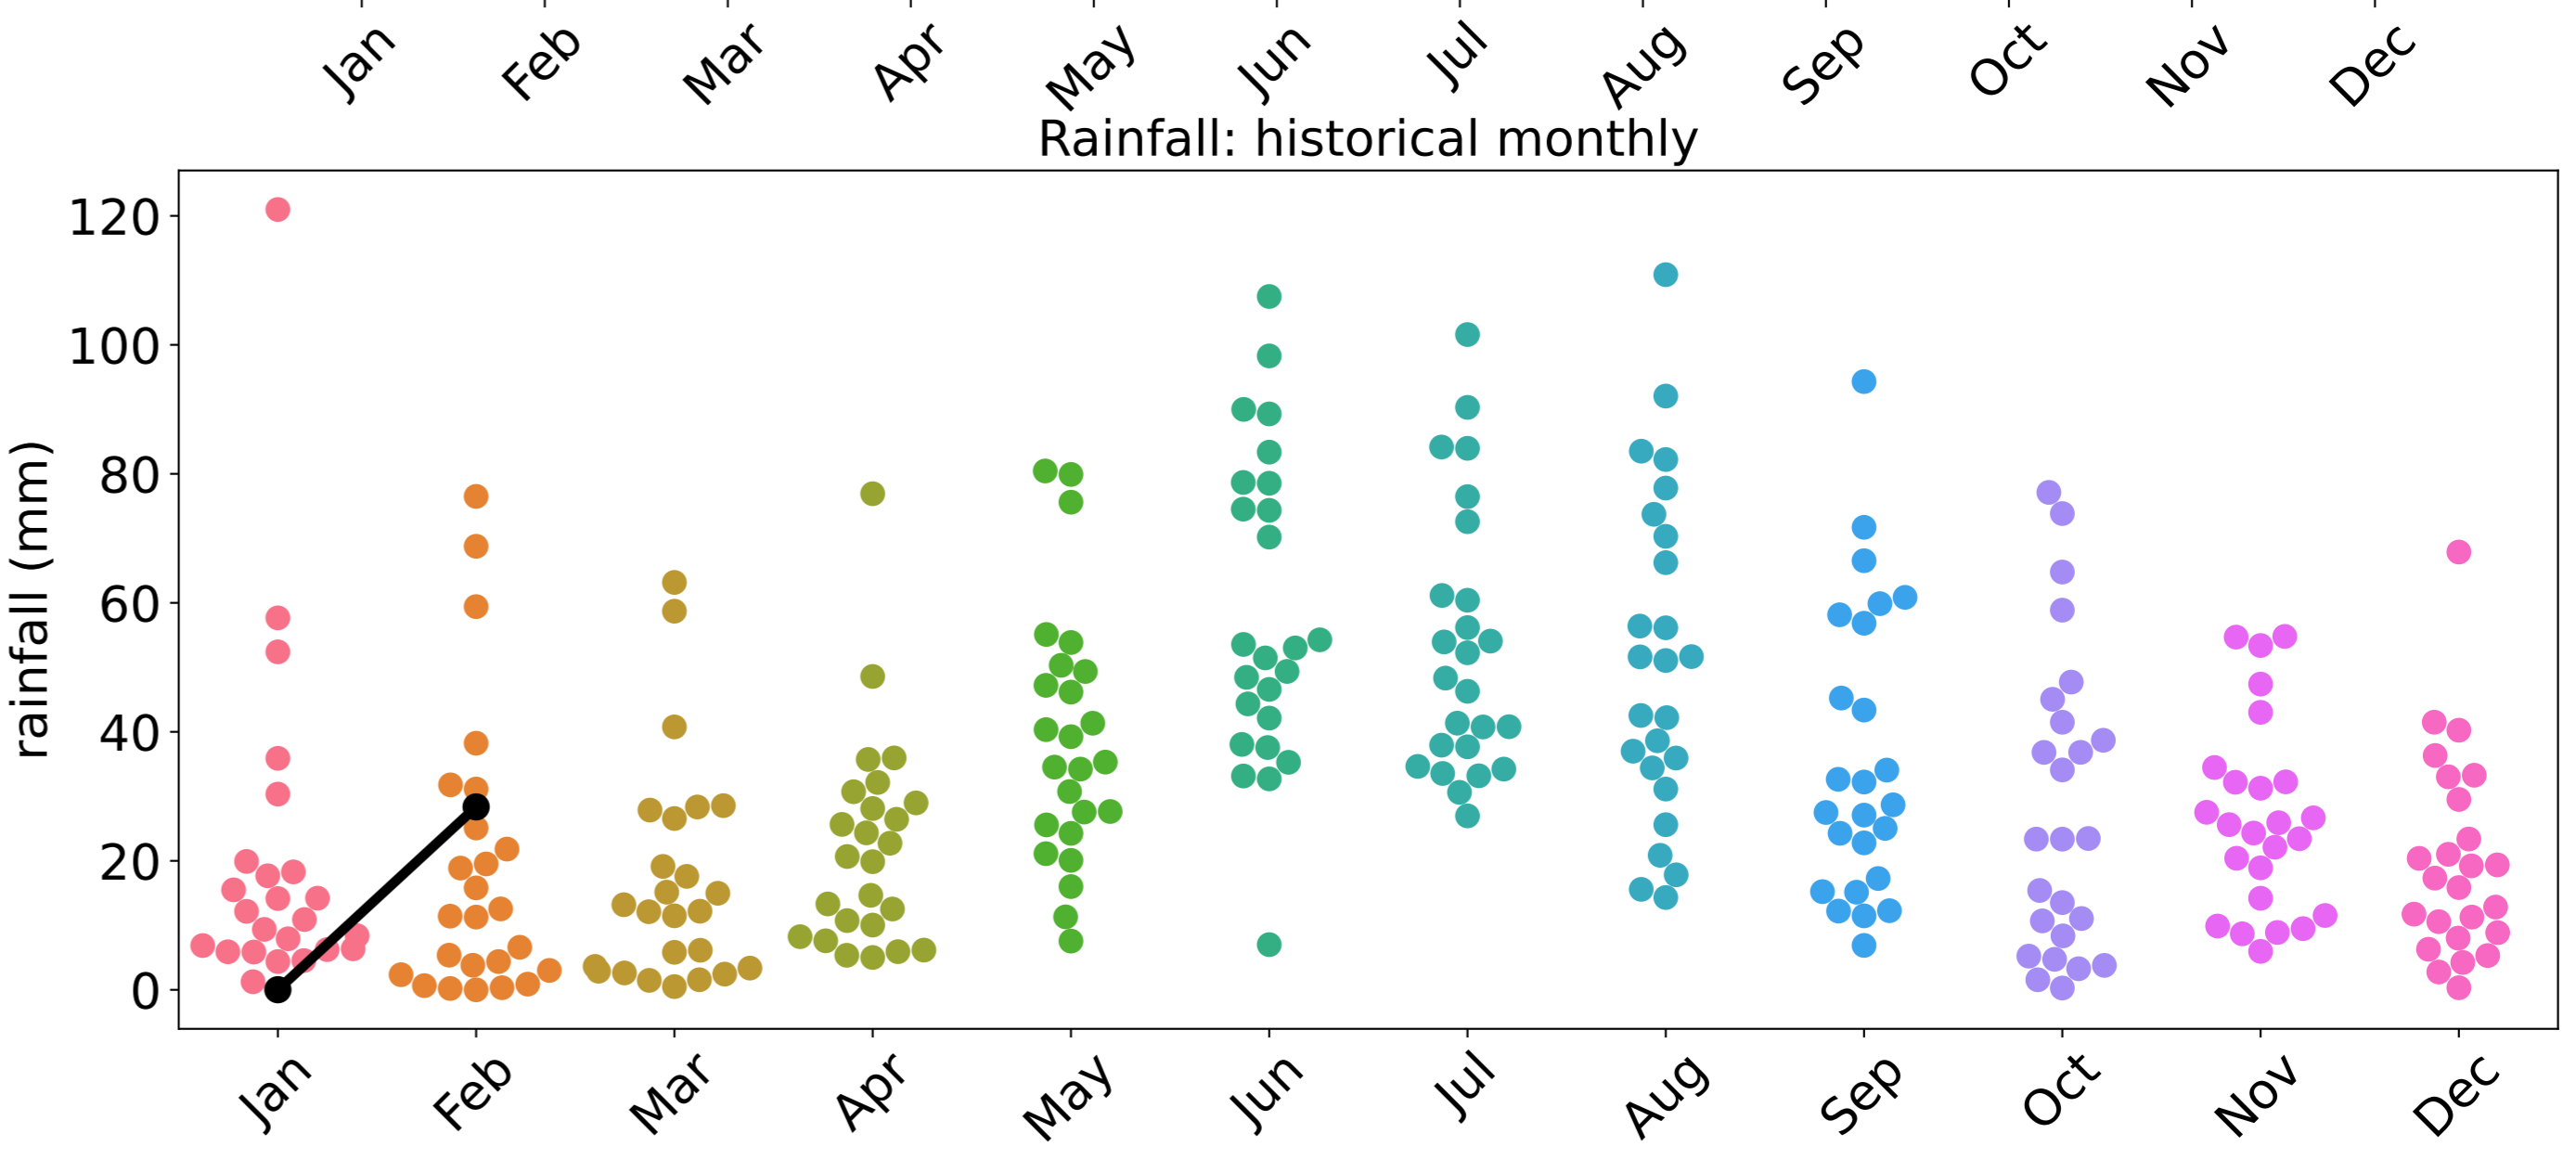 Jan Feb Mar Apr May Jun Jul Aug Sep Oct Nov Dec
Rainfall: historical monthly
rainfall (mm)
120
100
80
60
40
20
0
Jan Feb Mar Apr May Jun Jul Aug Sep Oct Nov Dec